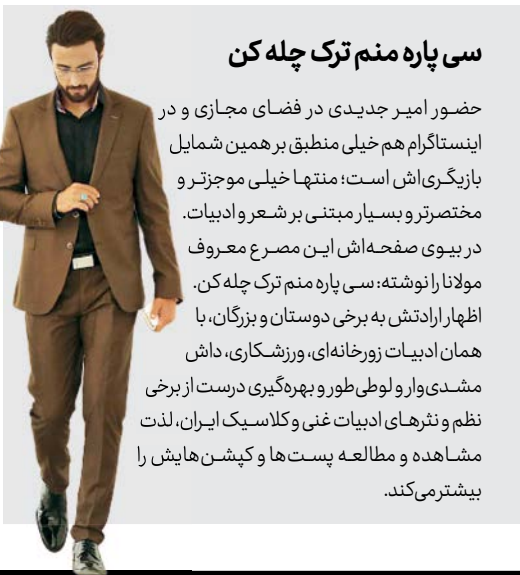 سی پاره منم ترک چله کن
حضور امیر جدیدی در فضای مجازی و در
اینستاگرام هم خیلی منطبق بر همین شمایل
بازیگری‌اش است؛ منتها خیلی موجزتر و
مختصرتر و بسیار مبتنی بر شعر و ادبیات.
در بیوی صفحه‌اش این مصرع معروف
مولانا را نوشته: سی پاره منم ترک چله کن.
اظهار ارادتش به برخی دوستان و بزرگان، با
همان ادبیات زورخانه‌ای، ورزشکاری، داش
مشدی‌وار و لوطی‌طور و بهره‌گیری درست از برخی
نظم و نثرهای ادبیات غنی و کلاسیک ایران، لذت
مشاهده و مطالعه پست‌ها و کپشن‌هایش را
بیشتر می‌کند.